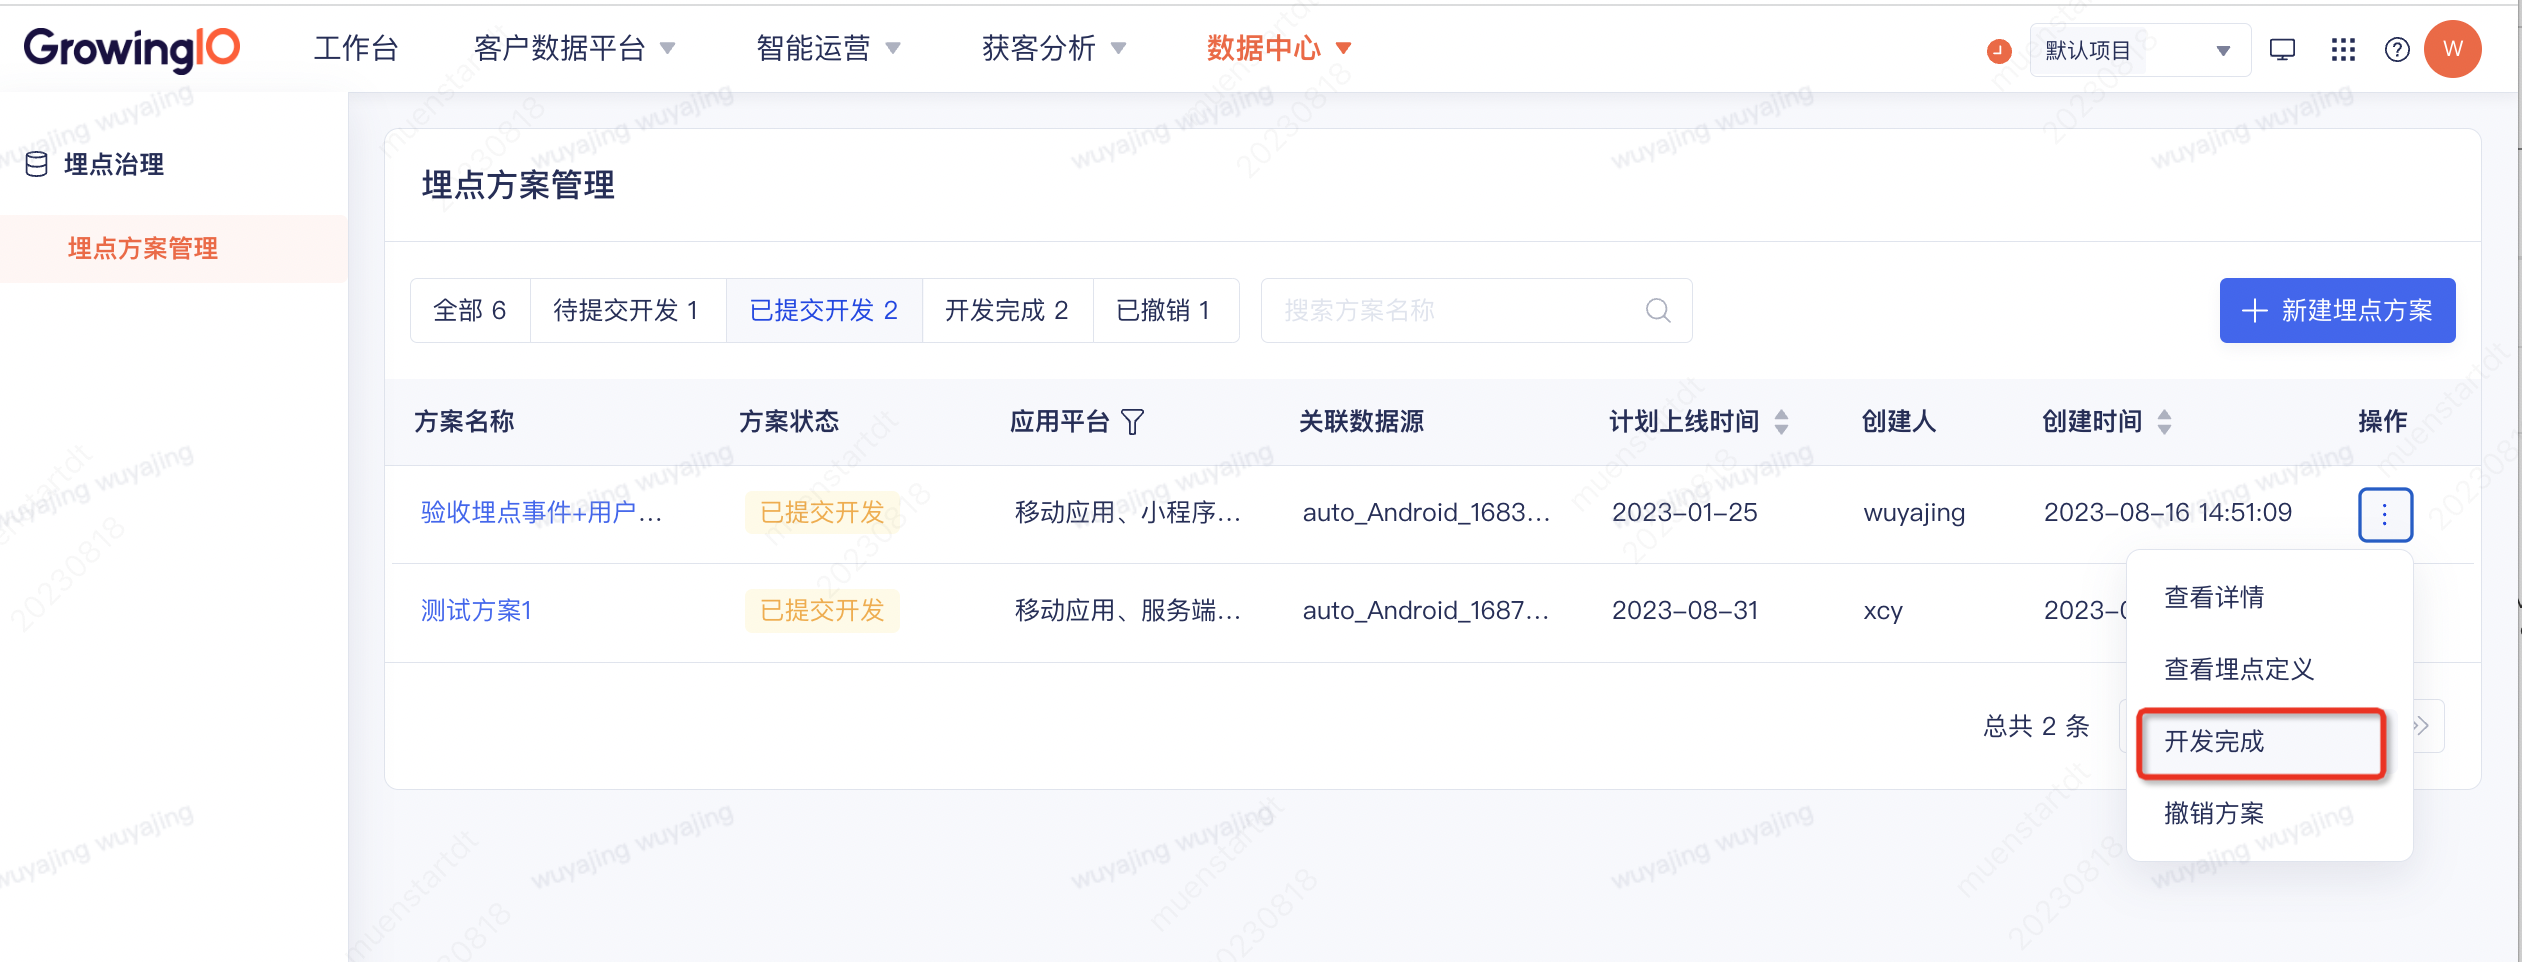 GrowingIO 工作台 客户数据平台 智能运营 获客分析 数据中心 默认项目 W
埋点治理
埋点方案管理
埋点方案管理
全部 6 待提交开发 1 已提交开发 2 开发完成 2 已撤销 1 搜索方案名称 新建埋点方案
方案名称 方案状态 应用平台 关联数据源 计划上线时间 创建人 创建时间 操作
验收埋点事件+用户... 已提交开发 移动应用、小程序... auto_Android_1683... 2023-01-25 wuyajing 2023-08-16 14:51:09
测试方案1 已提交开发 移动应用、服务端... auto_Android_1687... 2023-08-31 xcy
查看详情
查看埋点定义
开发完成
撤销方案
总共 2 条
wuyajing wuyajing
muenstartdt
20230818